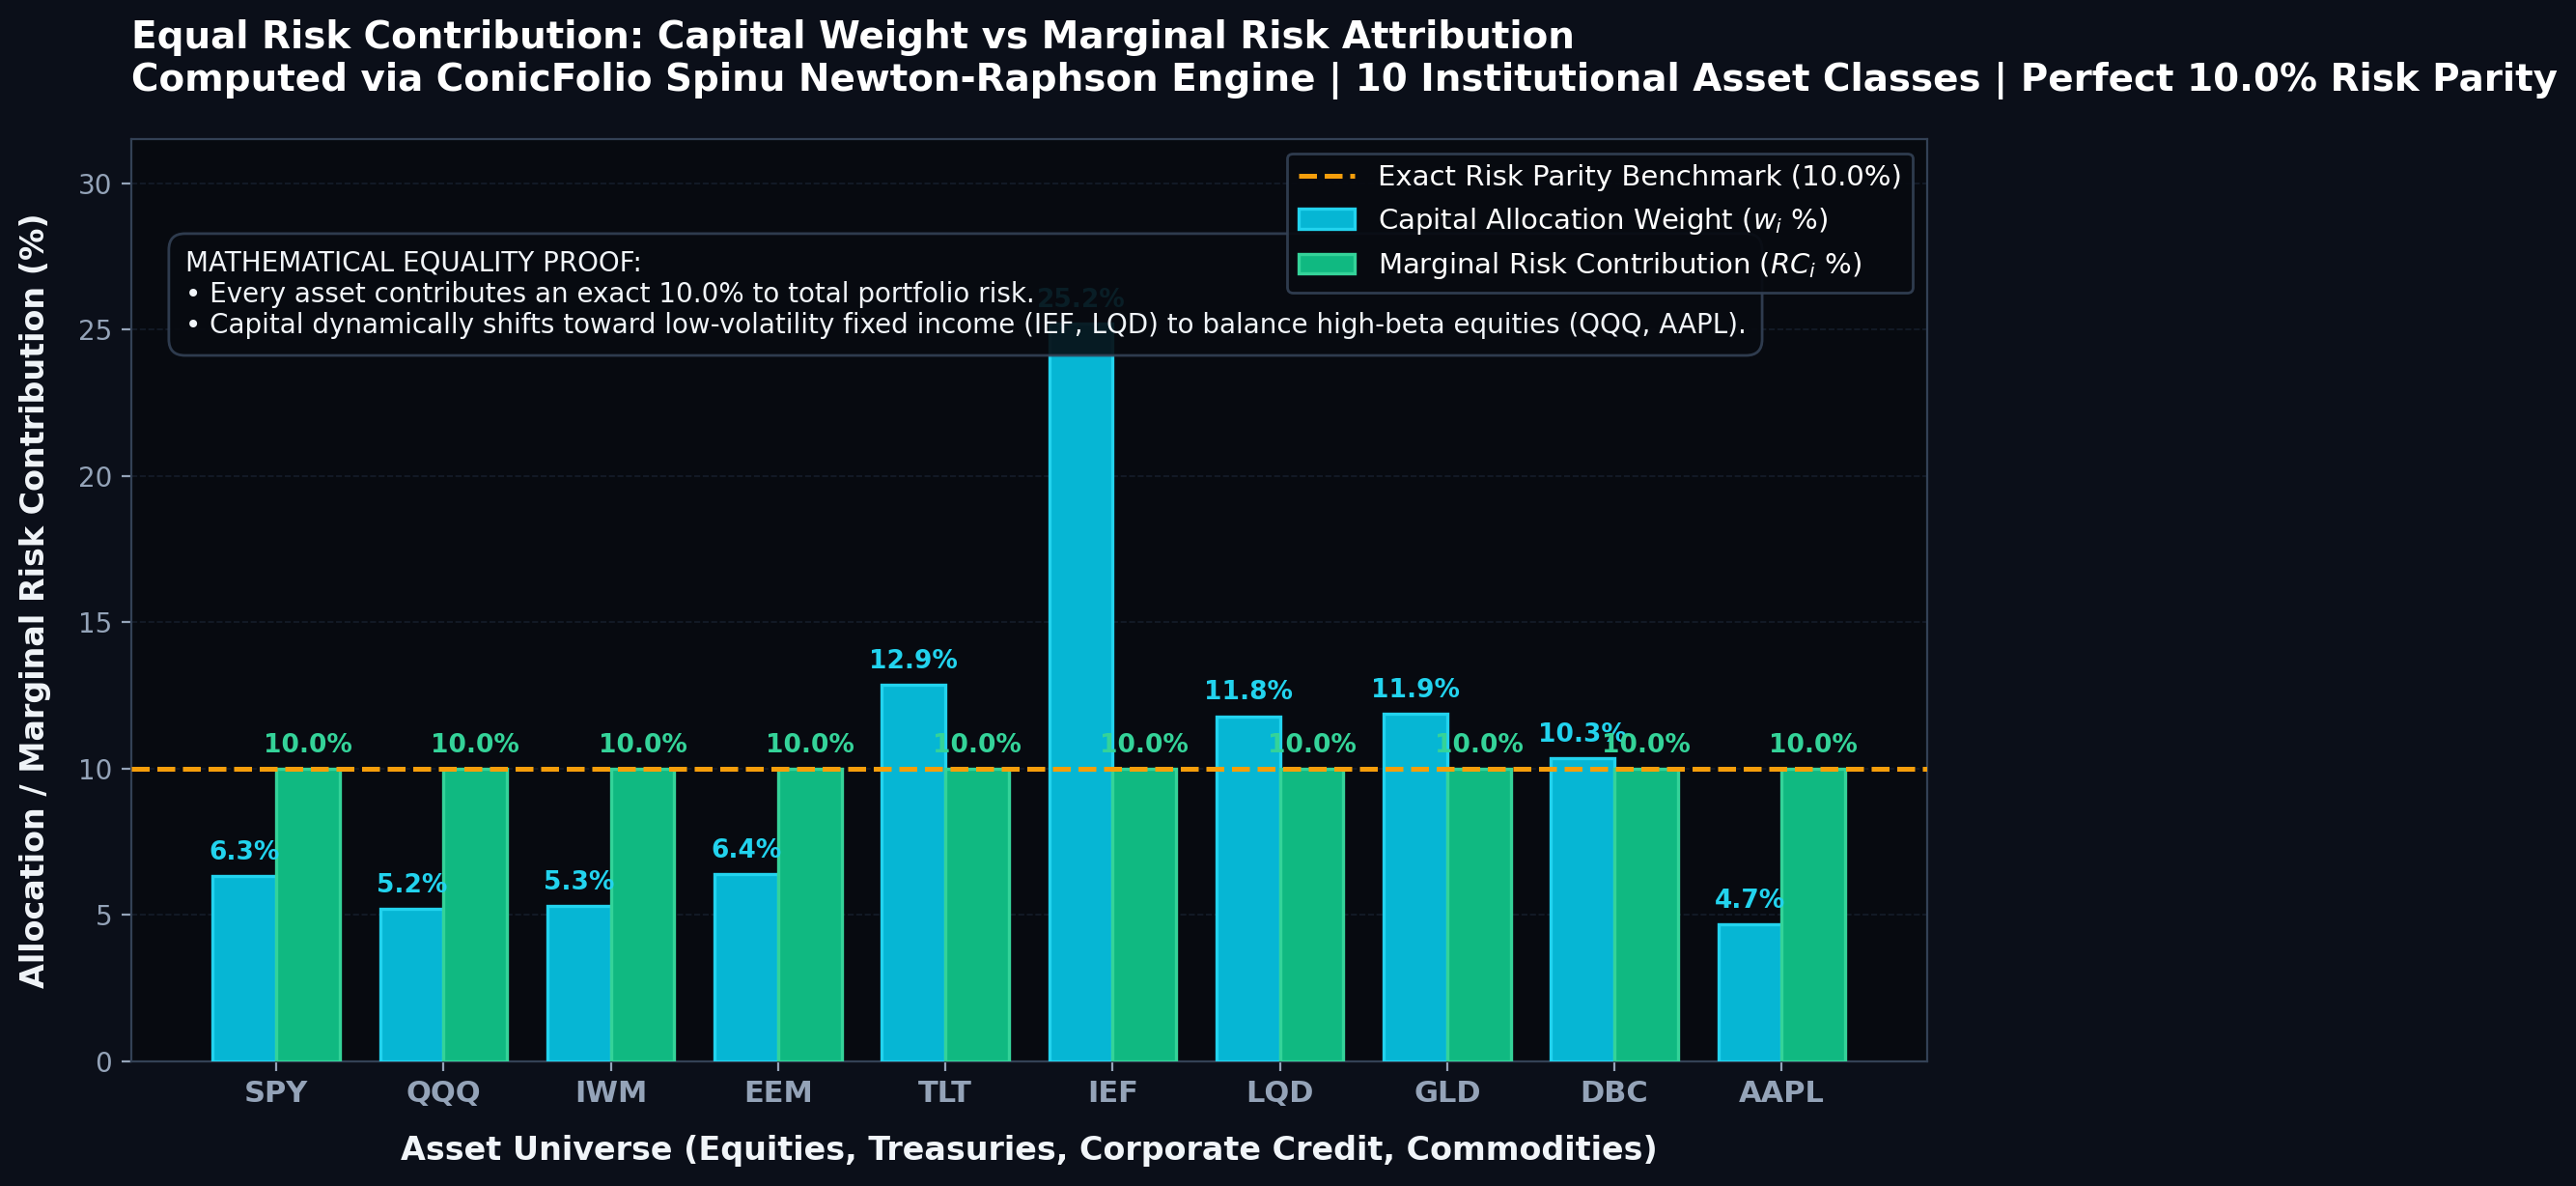 Equal Risk Contribution: Capital Weight vs Marginal Risk Attribution
Computed via ConicFolio Spinu Newton-Raphson Engine | 10 Institutional Asset Classes | Perfect 10.0% Risk Parity
Exact Risk Parity Benchmark (10.0%)
Capital Allocation Weight (wᵢ %)
Marginal Risk Contribution (RCᵢ %)
MATHEMATICAL EQUALITY PROOF:
• Every asset contributes an exact 10.0% to total portfolio risk.
• Capital dynamically shifts toward low-volatility fixed income (IEF, LQD) to balance high-beta equities (QQQ, AAPL).
Allocation / Marginal Risk Contribution (%)
30
25
20
15
10
5
0
6.3%
10.0%
5.2%
10.0%
5.3%
10.0%
6.4%
10.0%
12.9%
10.0%
25.2%
10.0%
11.8%
10.0%
11.9%
10.0%
10.3%
10.0%
4.7%
10.0%
SPY
QQQ
IWM
EEM
TLT
IEF
LQD
GLD
DBC
AAPL
Asset Universe (Equities, Treasuries, Corporate Credit, Commodities)